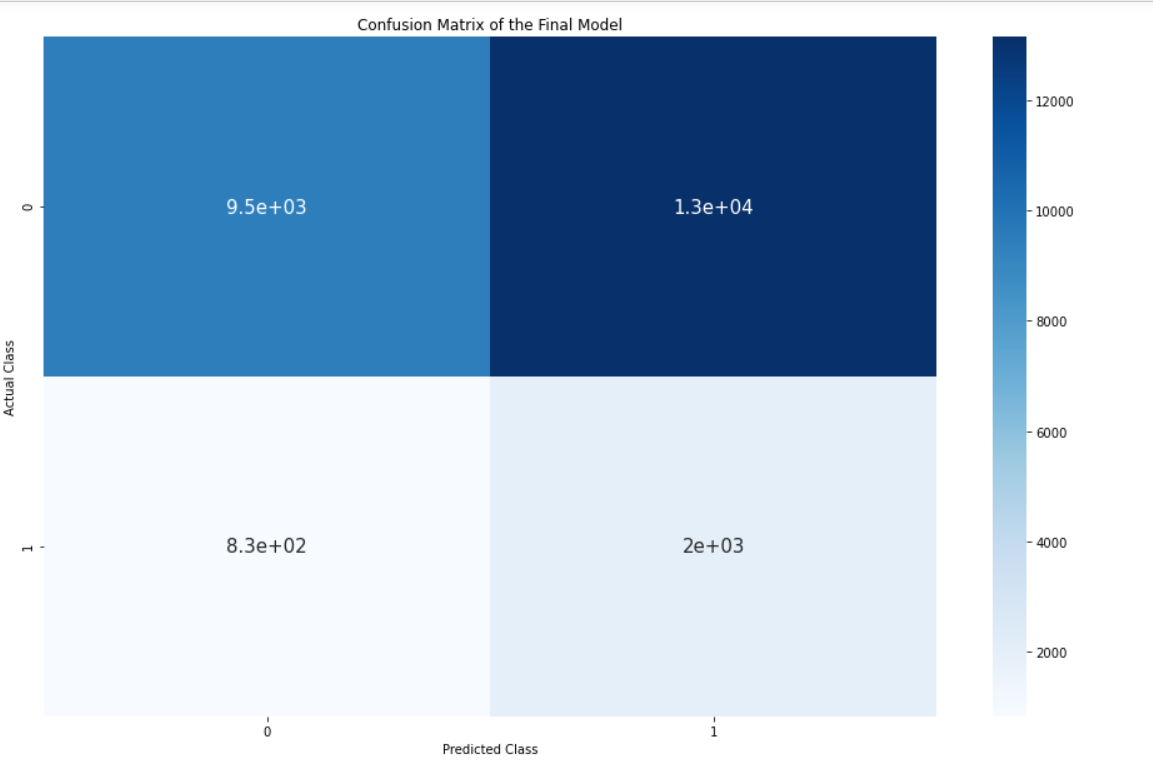 Confusion Matrix of the Final Model
0
9.5e+03
1.3e+04
1
8.3e+02
2e+03
Actual Class
0
1
Predicted Class
12000
10000
8000
6000
4000
2000